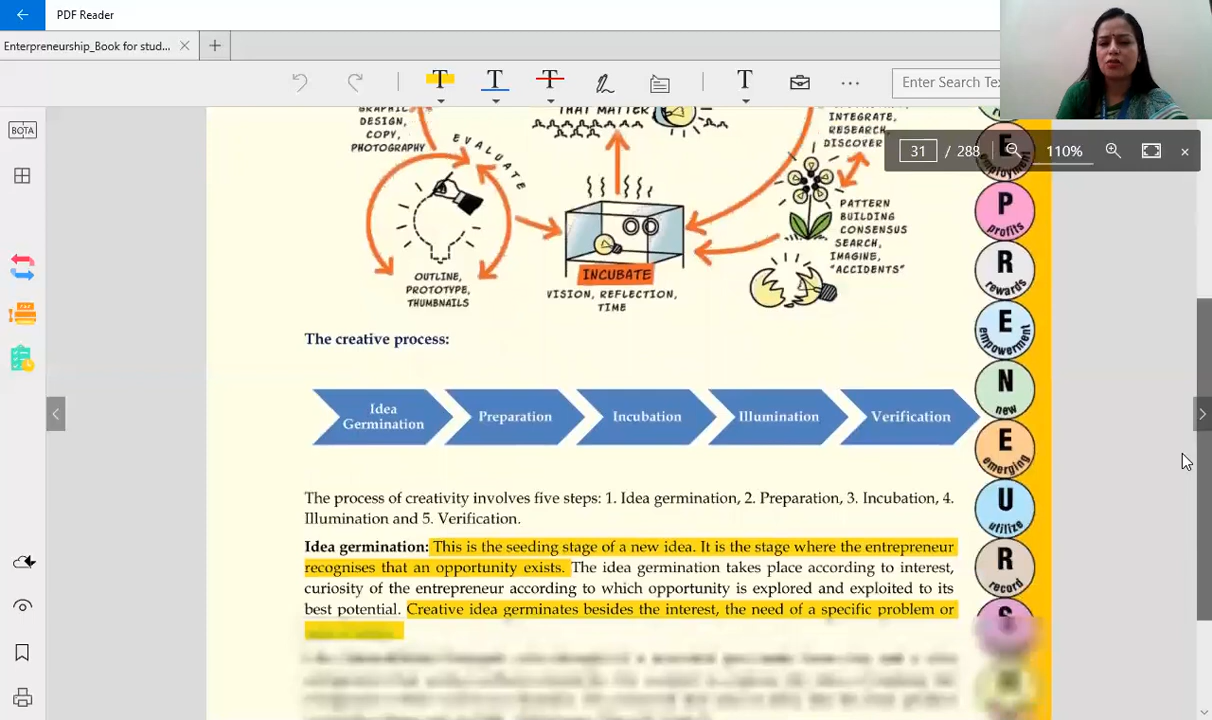 PDF Reader
Enterpreneurship_Book for stud...
T T T T
Enter Search Tex
31 / 288 110%
BOTA
GRAPHIC
DESIGN,
COPY,
PHOTOGRAPHY
EVALUATE
THAT MATTER
INTEGRATE,
RESEARCH,
DISCOVER
PATTERN
BUILDING
CONSENSUS
SEARCH,
IMAGINE,
"ACCIDENTS"
OUTLINE,
PROTOTYPE,
THUMBNAILS
INCUBATE
VISION, REFLECTION,
TIME
The creative process:
Idea
Germination
Preparation
Incubation
Illumination
Verification
The process of creativity involves five steps: 1. Idea germination, 2. Preparation, 3. Incubation, 4.
Illumination and 5. Verification.
Idea germination: This is the seeding stage of a new idea. It is the stage where the entrepreneur
recognises that an opportunity exists. The idea germination takes place according to interest,
curiosity of the entrepreneur according to which opportunity is explored and exploited to its
best potential. Creative idea germinates besides the interest, the need of a specific problem or
E
employment
P
profits
R
rewards
E
empowerment
N
new
E
emerging
U
utilize
R
record
S